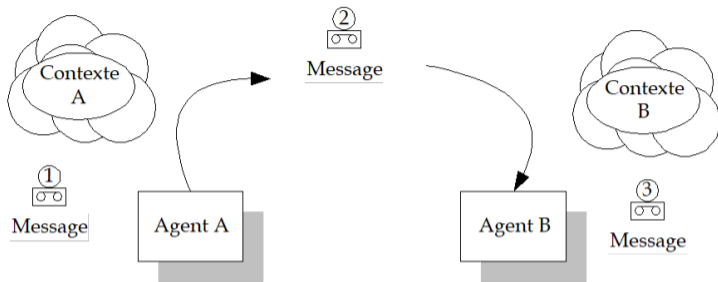 2
Message
Contexte
A
Contexte
B
1
Message
Agent A
Agent B
3
Message